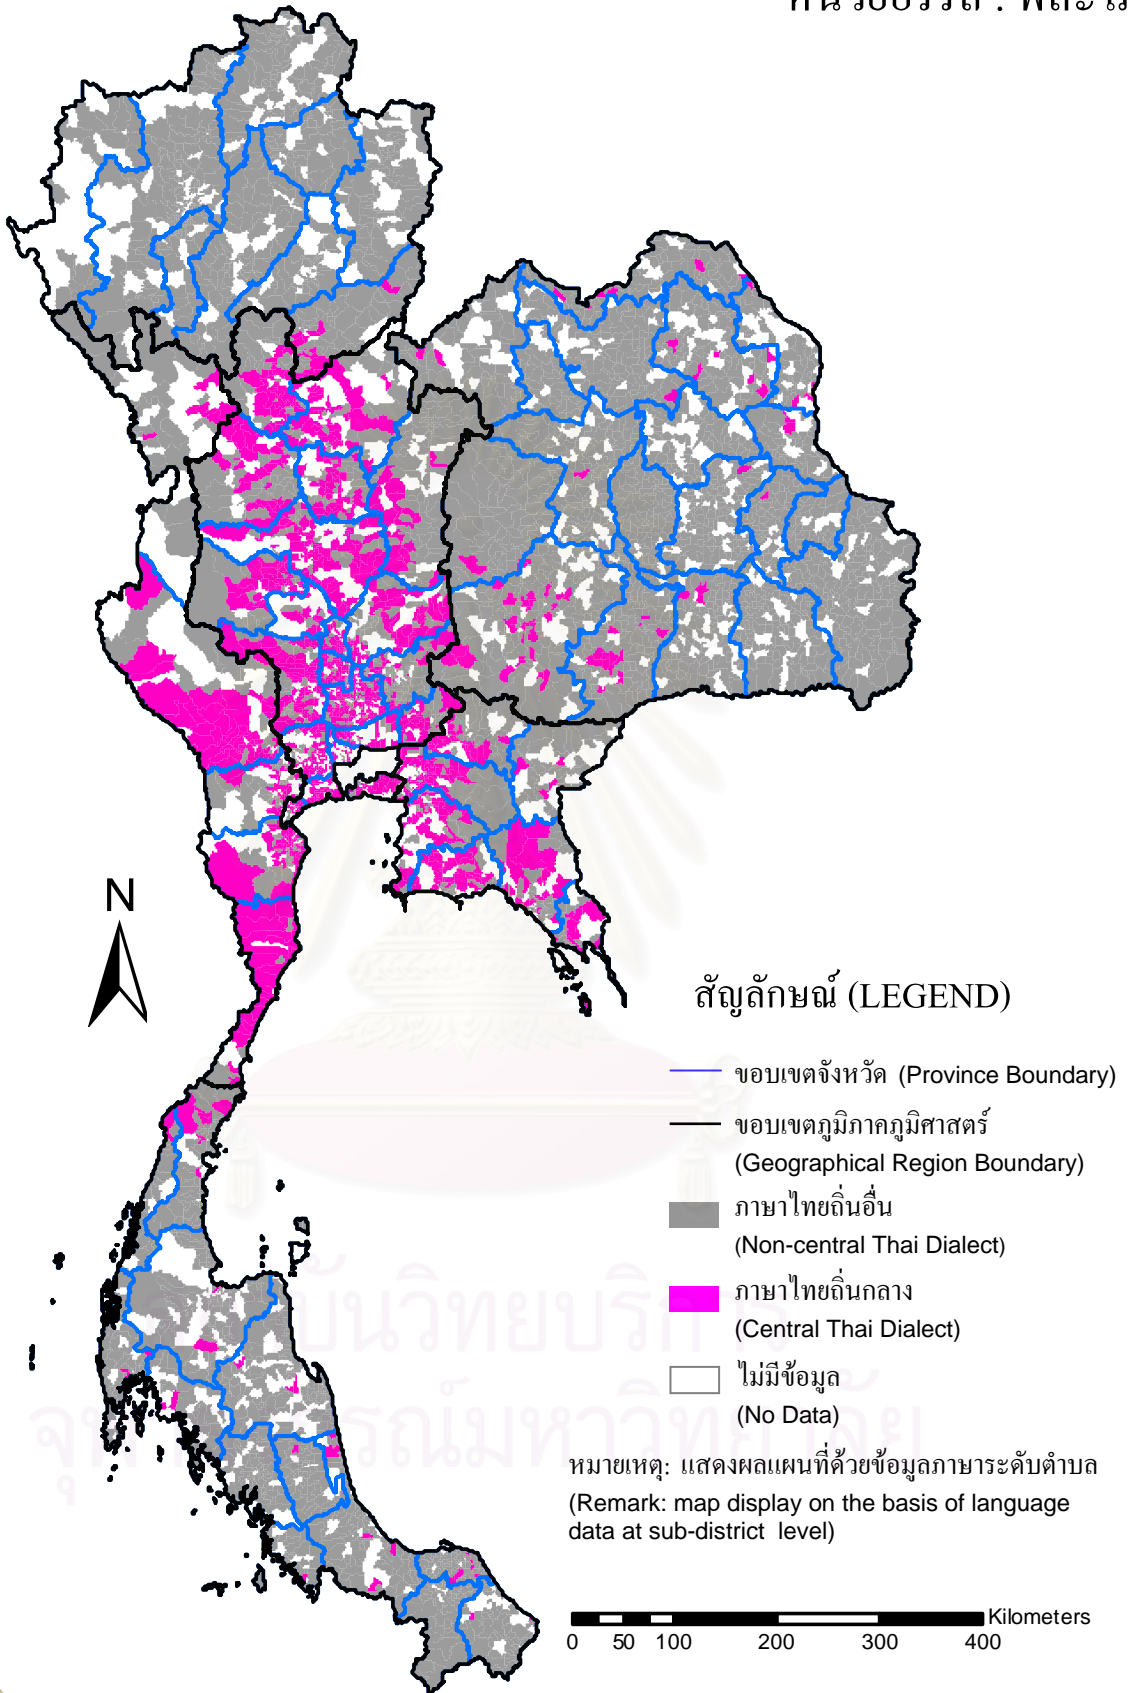 N
สัญลักษณ์ (LEGEND)
ขอบเขตจังหวัด (Province Boundary)
ขอบเขตภูมิภาคภูมิศาสตร์
(Geographical Region Boundary)
ภาษาไทยถิ่นอื่น
(Non-central Thai Dialect)
ภาษาไทยถิ่นกลาง
(Central Thai Dialect)
ไม่มีข้อมูล
(No Data)
หมายเหตุ: แสดงผลแผนที่ด้วยข้อมูลภาษาระดับตำบล
(Remark: map display on the basis of language
data at sub-district level)
Kilometers
0 50 100 200 300 400